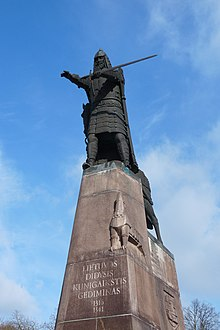 LIETUVOS
DIDYSIS
KUNIGAIKŠTIS
GEDIMINAS
1316
1341